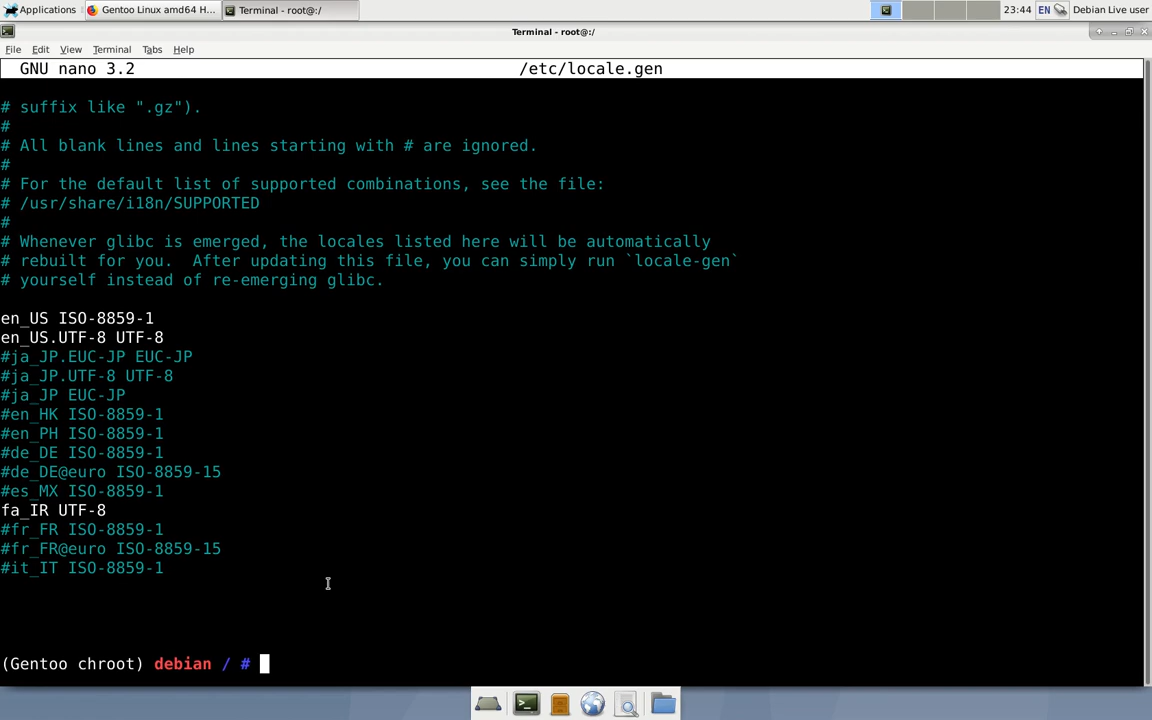 Applications
Gentoo Linux amd64 H...
Terminal - root@:/
23:44
EN
Debian Live user
Terminal - root@:/
File Edit View Terminal Tabs Help
GNU nano 3.2 /etc/locale.gen
# suffix like ".gz").
#
# All blank lines and lines starting with # are ignored.
#
# For the default list of supported combinations, see the file:
# /usr/share/i18n/SUPPORTED
#
# Whenever glibc is emerged, the locales listed here will be automatically
# rebuilt for you.  After updating this file, you can simply run `locale-gen`
# yourself instead of re-emerging glibc.
en_US ISO-8859-1
en_US.UTF-8 UTF-8
#ja_JP.EUC-JP EUC-JP
#ja_JP.UTF-8 UTF-8
#ja_JP EUC-JP
#en_HK ISO-8859-1
#en_PH ISO-8859-1
#de_DE ISO-8859-1
#de_DE@euro ISO-8859-15
#es_MX ISO-8859-1
fa_IR UTF-8
#fr_FR ISO-8859-1
#fr_FR@euro ISO-8859-15
#it_IT ISO-8859-1
(Gentoo chroot) debian / #